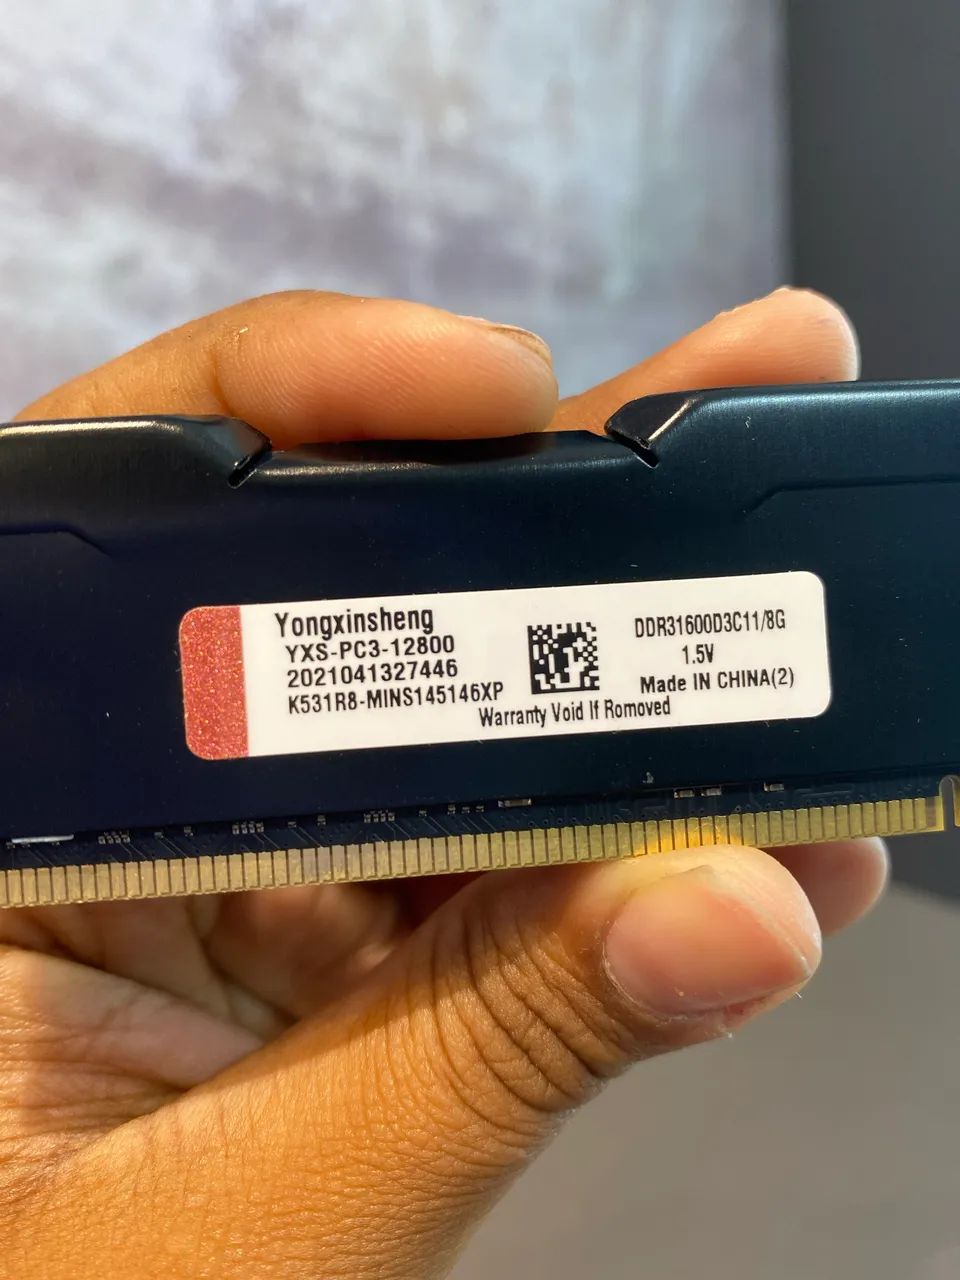 Yongxinsheng
YXS-PC3-12800
2021041327446
K531R8-MINS145146XP
DDR31600D3C11/8G
1.5V
Made IN CHINA(2)
Warranty Void If Romoved